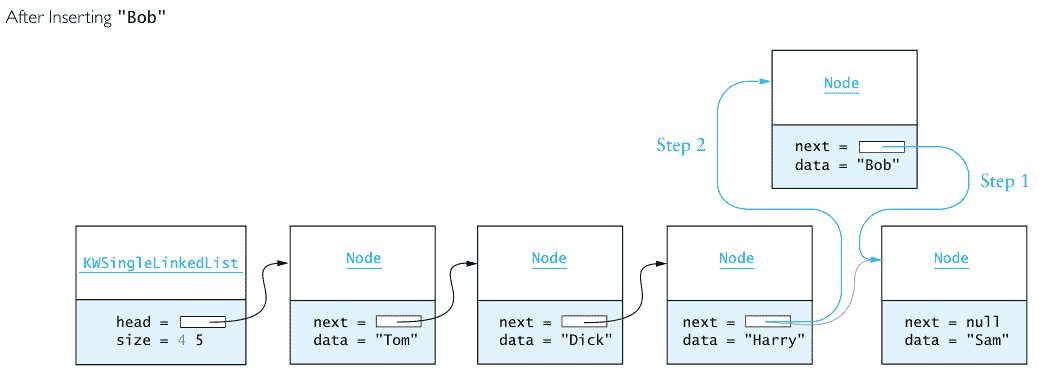 After Inserting "Bob"
Node
next =
data = "Bob"
Step 2
Step 1
KWSingleLinkedList
head =
size = 4 5
Node
next =
data = "Tom"
Node
next =
data = "Dick"
Node
next =
data = "Harry"
Node
next = null
data = "Sam"